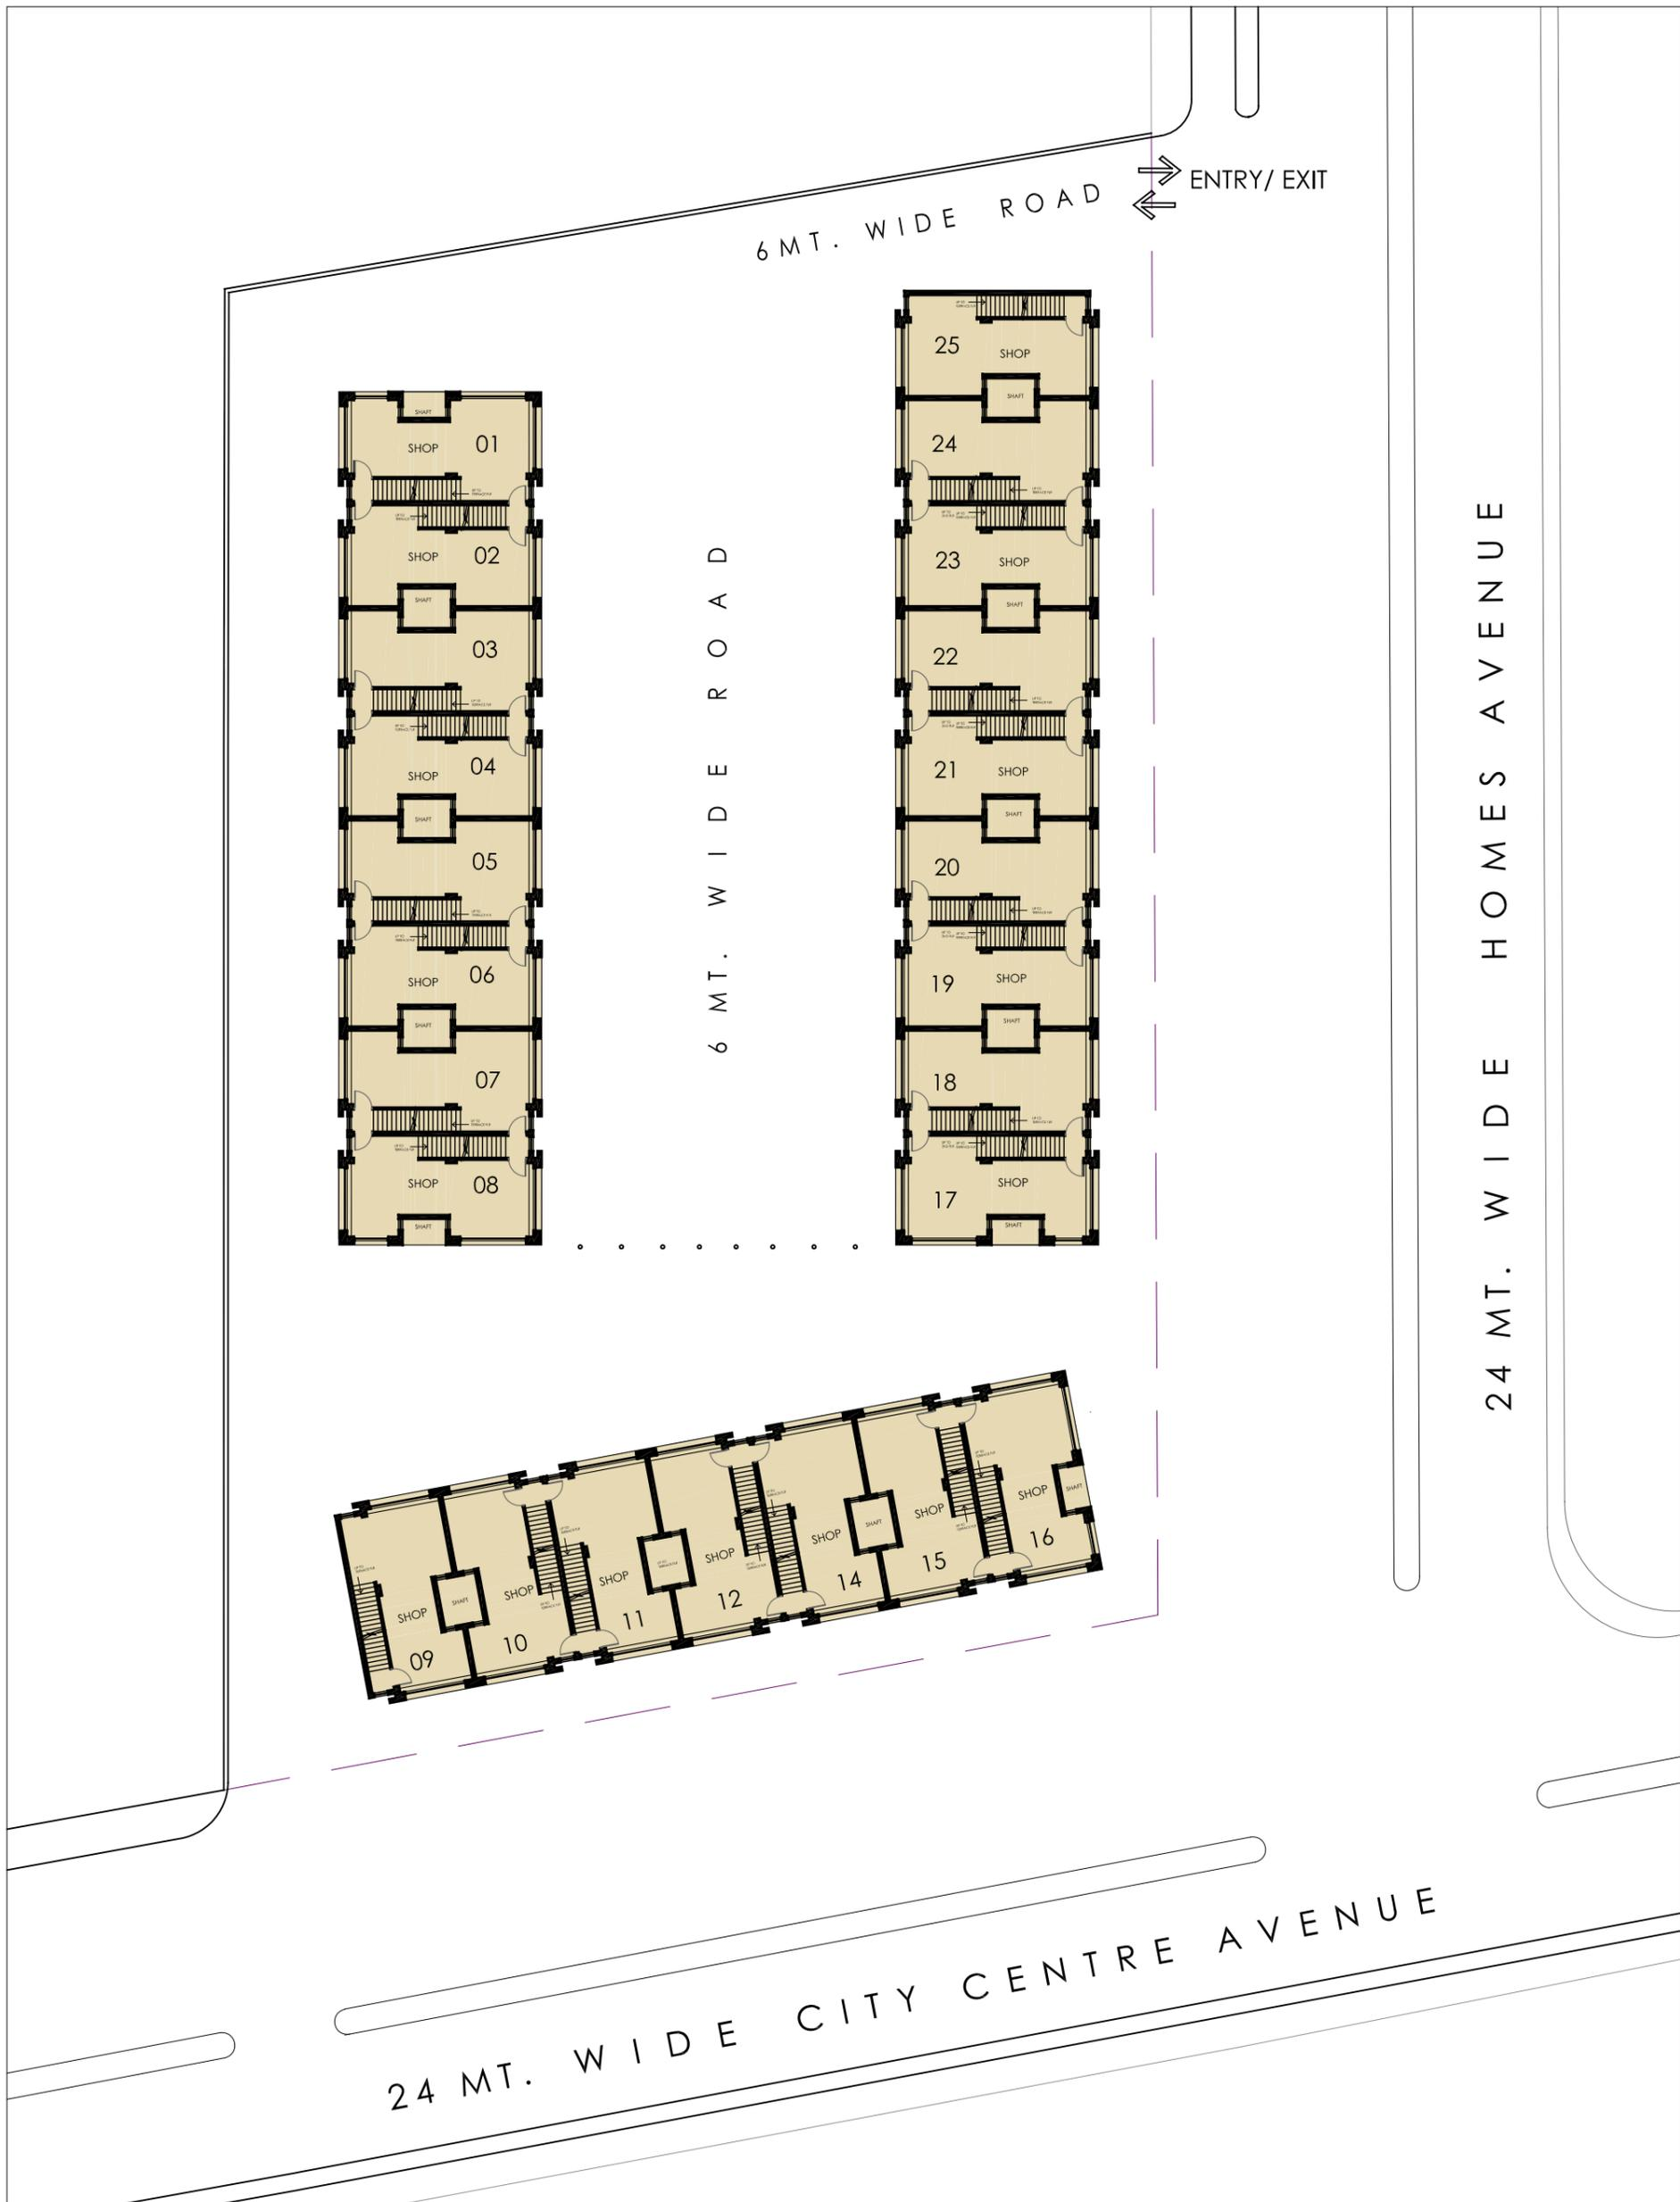 ENTRY/ EXIT
6MT. WIDE ROAD
25
SHOP
SHAFT
24
23
SHOP
SHAFT
22
21
SHOP
SHAFT
20
19
SHOP
SHAFT
18
17
SHOP
SHAFT
SHAFT
SHOP 01
SHOP 02
SHAFT
03
SHOP 04
SHAFT
05
SHOP 06
SHAFT
07
SHOP 08
SHAFT
6 MT. WIDE ROAD
24 MT. WIDE HOMES AVENUE
SHOP
09
SHAFT
SHOP
10
SHOP
11
SHOP
12
SHOP
14
SHAFT
SHOP
15
SHOP
16
SHAFT
24 MT. WIDE CITY CENTRE AVENUE